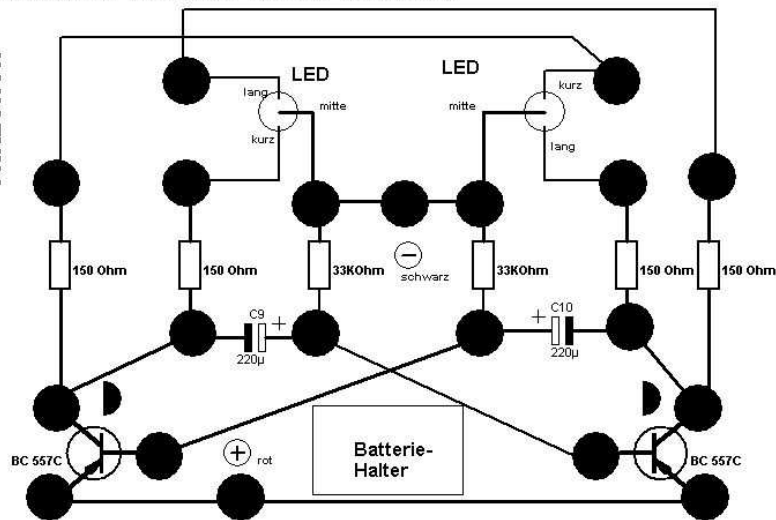 LED
LED
lang
mitte
kurz
mitte
kurz
lang
150 Ohm
150 Ohm
33KOhm
33KOhm
150 Ohm
150 Ohm
−
schwarz
C9
+
220µ
C10
+
220µ
BC 557C
+
rot
Batterie-
Halter
BC 557C